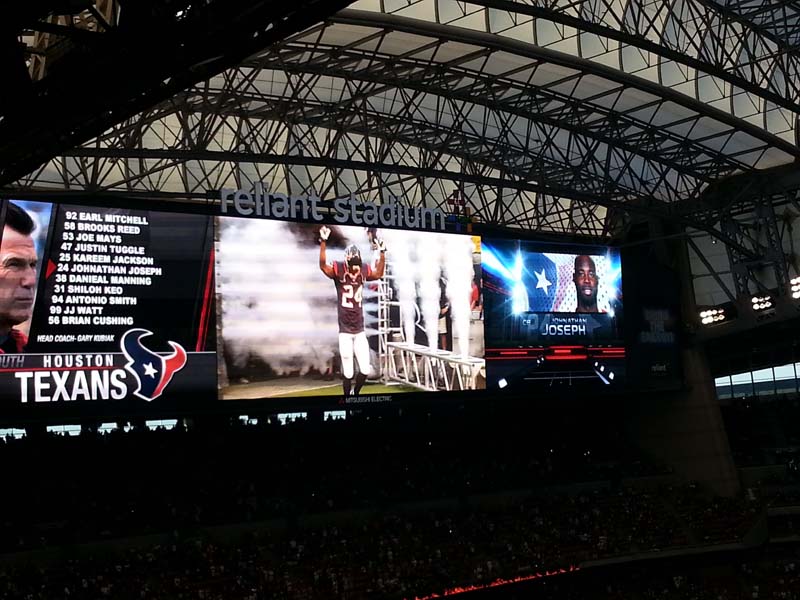 reliant stadium
92 EARL MITCHELL
58 BROOKS REED
53 JOE MAYS
47 JUSTIN TUGGLE
25 KAREEM JACKSON
24 JOHNATHAN JOSEPH
38 DANIEAL MANNING
31 SHILOH KEO
94 ANTONIO SMITH
99 JJ WATT
56 BRIAN CUSHING
HEAD COACH- GARY KUBIAK
OUTH HOUSTON
TEXANS
24
CB JOHNATHAN
JOSEPH
MITSUBISHI ELECTRIC
reliant